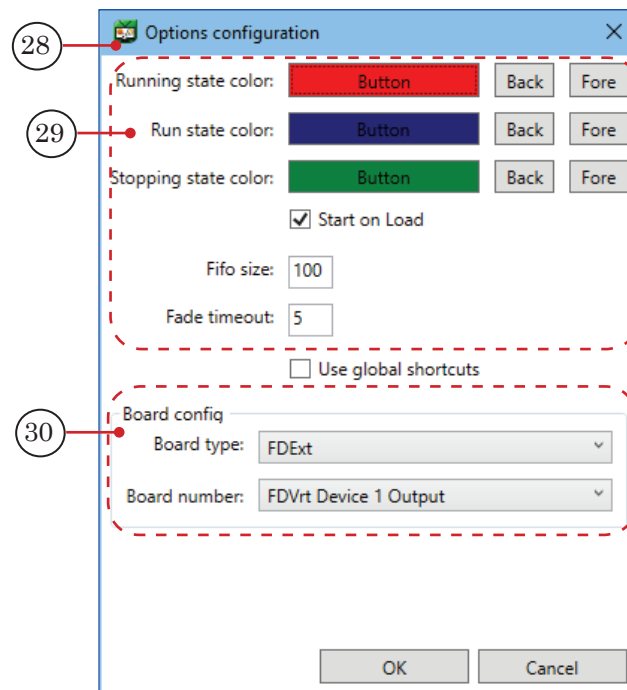 28
Options configuration
Running state color: Button Back Fore
29
Run state color: Button Back Fore
Stopping state color: Button Back Fore
Start on Load
Fifo size: 100
Fade timeout: 5
Use global shortcuts
30
Board config
Board type: FDExt
Board number: FDVrt Device 1 Output
OK Cancel